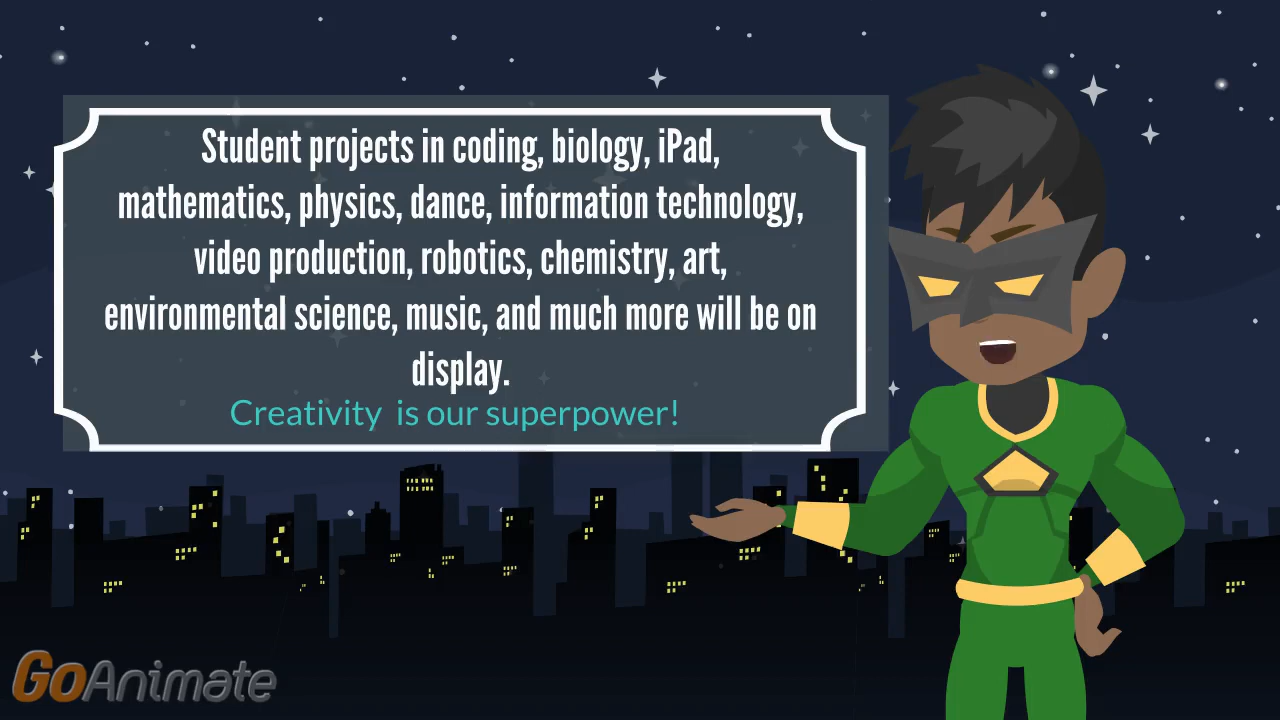 Student projects in coding, biology, iPad,
mathematics, physics, dance, information technology,
video production, robotics, chemistry, art,
environmental science, music, and much more will be on
display.
Creativity is our superpower!
GoAnimate